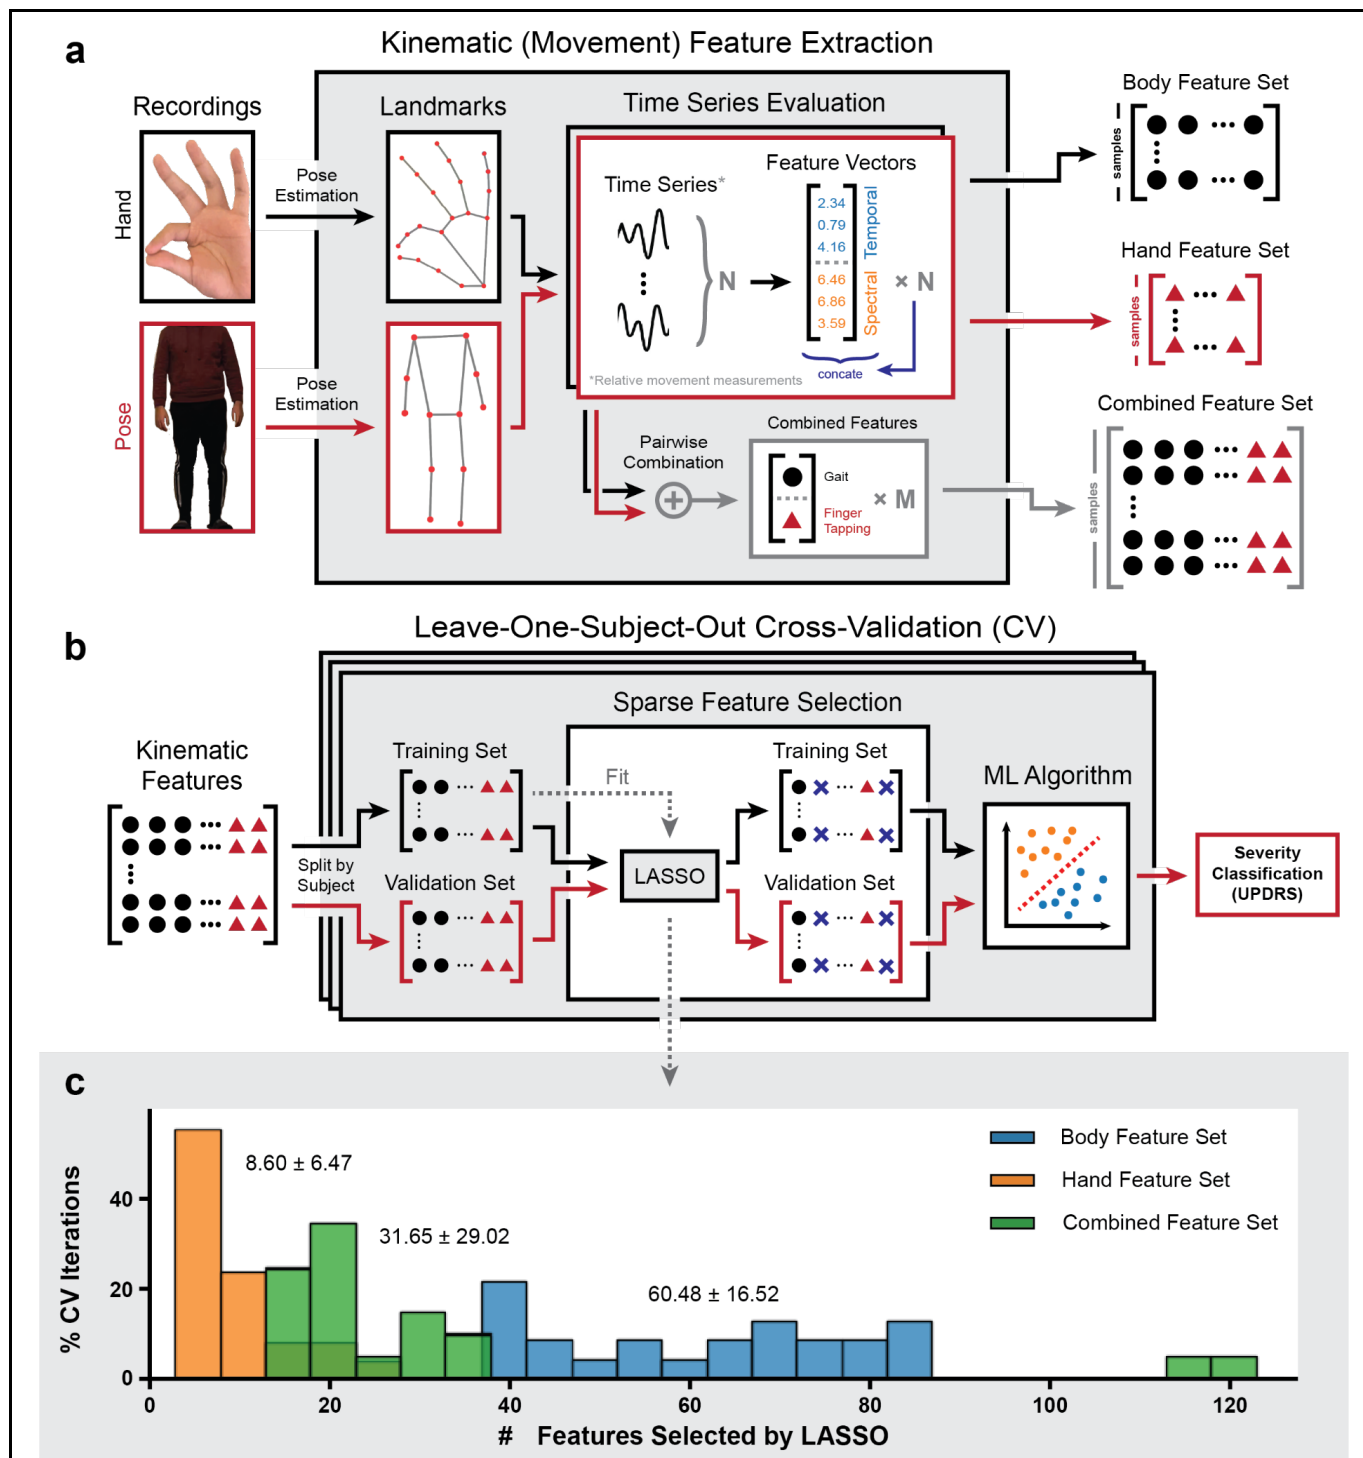 a
Kinematic (Movement) Feature Extraction
Recordings
Landmarks
Time Series Evaluation
Body Feature Set
Hand
Pose
Estimation
Time Series*
N
Feature Vectors
2.34
0.79
4.16
6.46
6.86
3.59
Temporal
Spectral
× N
concate
*Relative movement measurements
samples
Hand Feature Set
samples
Pose
Pose
Estimation
Pairwise
Combination
Combined Features
Gait
Finger
Tapping
× M
Combined Feature Set
samples
b
Leave-One-Subject-Out Cross-Validation (CV)
Sparse Feature Selection
Kinematic
Features
Split by
Subject
Training Set
Validation Set
Fit
LASSO
Training Set
Validation Set
ML Algorithm
Severity
Classification
(UPDRS)
c
% CV Iterations
40
20
0
8.60 ± 6.47
31.65 ± 29.02
60.48 ± 16.52
Body Feature Set
Hand Feature Set
Combined Feature Set
0
20
40
60
80
100
120
# Features Selected by LASSO